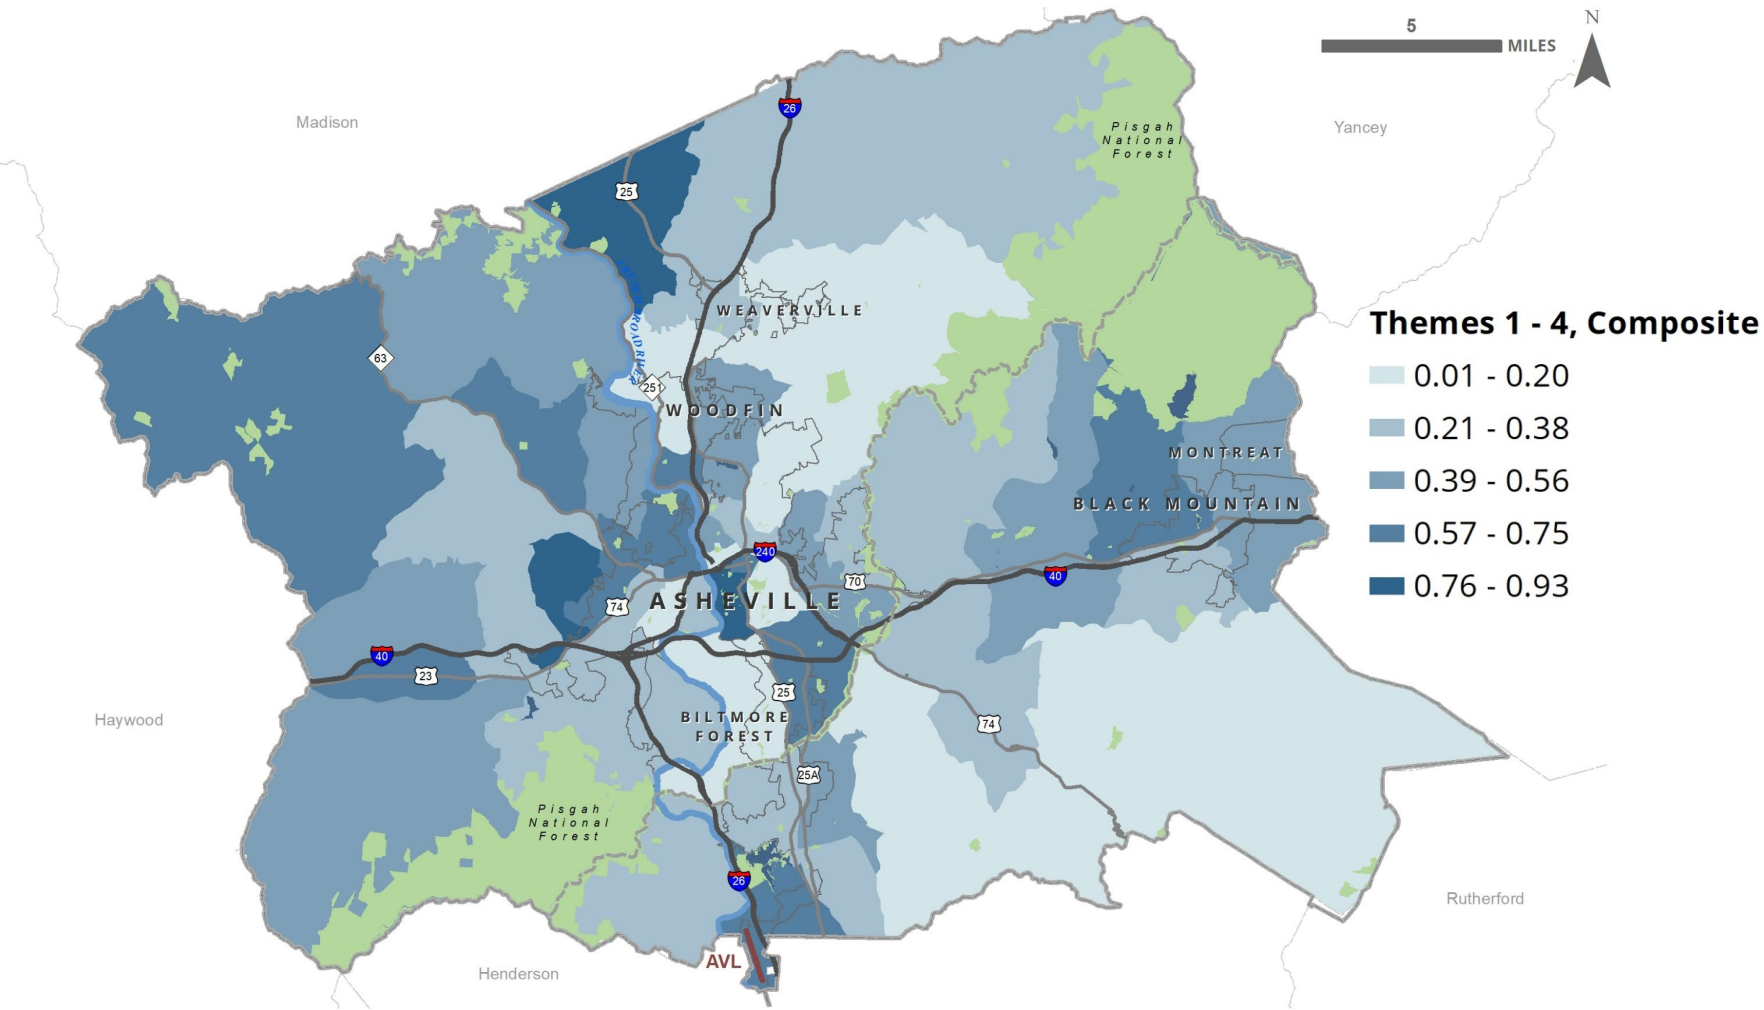 5
MILES
N
Madison
Yancey
26
Pisgah
National
Forest
25
FRENCH BROAD RIVER
WEAVERVILLE
Themes 1 - 4, Composite
0.01 - 0.20
0.21 - 0.38
0.39 - 0.56
0.57 - 0.75
0.76 - 0.93
63
251
WOODFIN
MONTREAT
BLACK MOUNTAIN
240
70
40
74
ASHEVILLE
40
23
25
Haywood
BILTMORE
FOREST
74
25A
Pisgah
National
Forest
26
Rutherford
AVL
Henderson